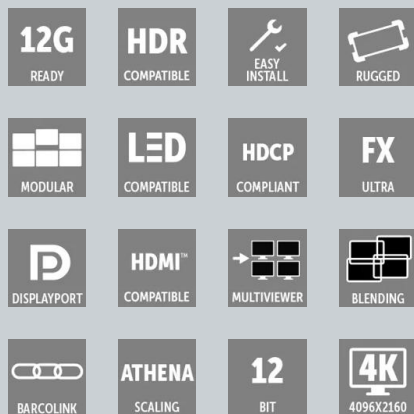 12G
READY
HDR
COMPATIBLE
EASY
INSTALL
RUGGED
MODULAR
LED
COMPATIBLE
HDCP
COMPLIANT
FX
ULTRA
DISPLAYPORT
HDMI™
COMPATIBLE
MULTIVIEWER
BLENDING
BARCOLINK
ATHENA
SCALING
12
BIT
4K
4096X2160